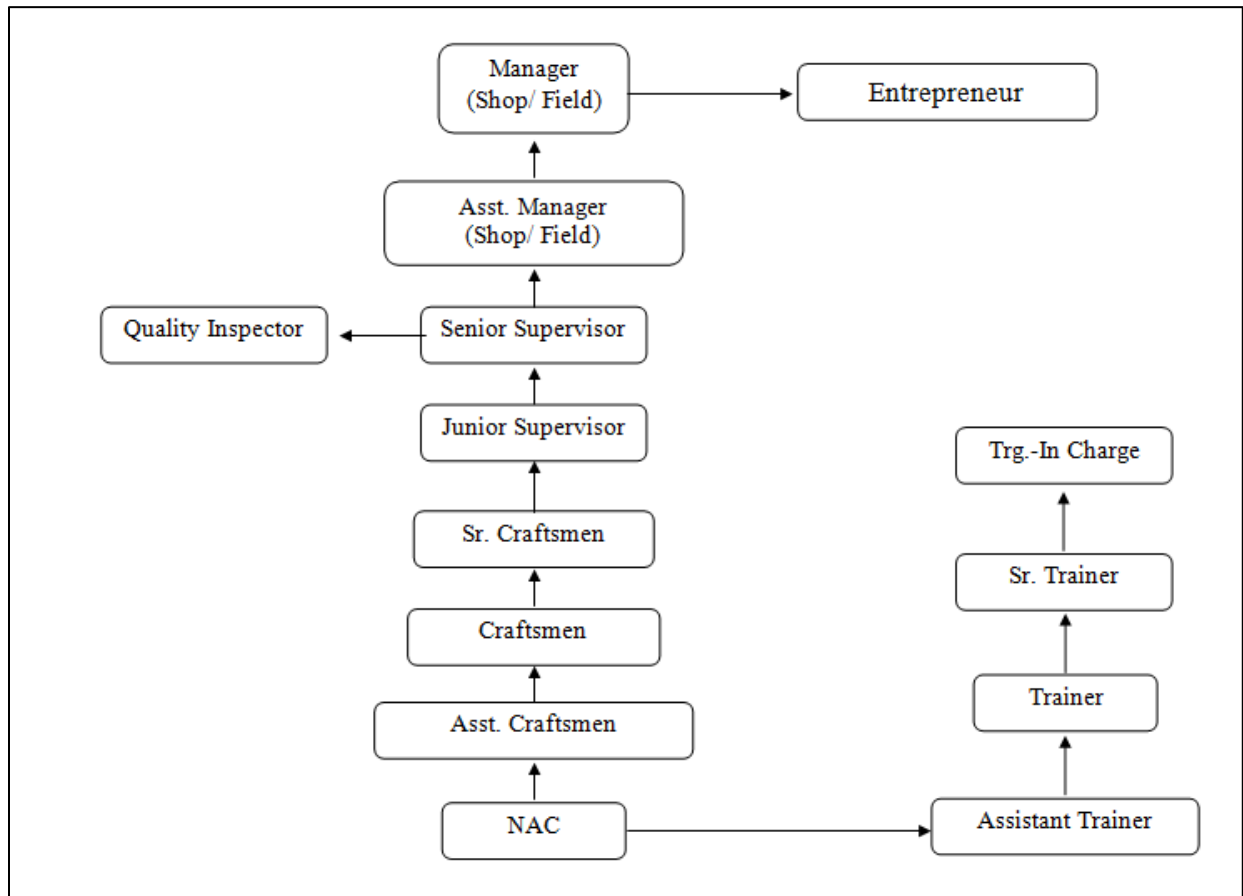 Manager
(Shop/ Field)
Entrepreneur
Asst. Manager
(Shop/ Field)
Quality Inspector
Senior Supervisor
Junior Supervisor
Trg.-In Charge
Sr. Craftsmen
Sr. Trainer
Craftsmen
Trainer
Asst. Craftsmen
NAC
Assistant Trainer